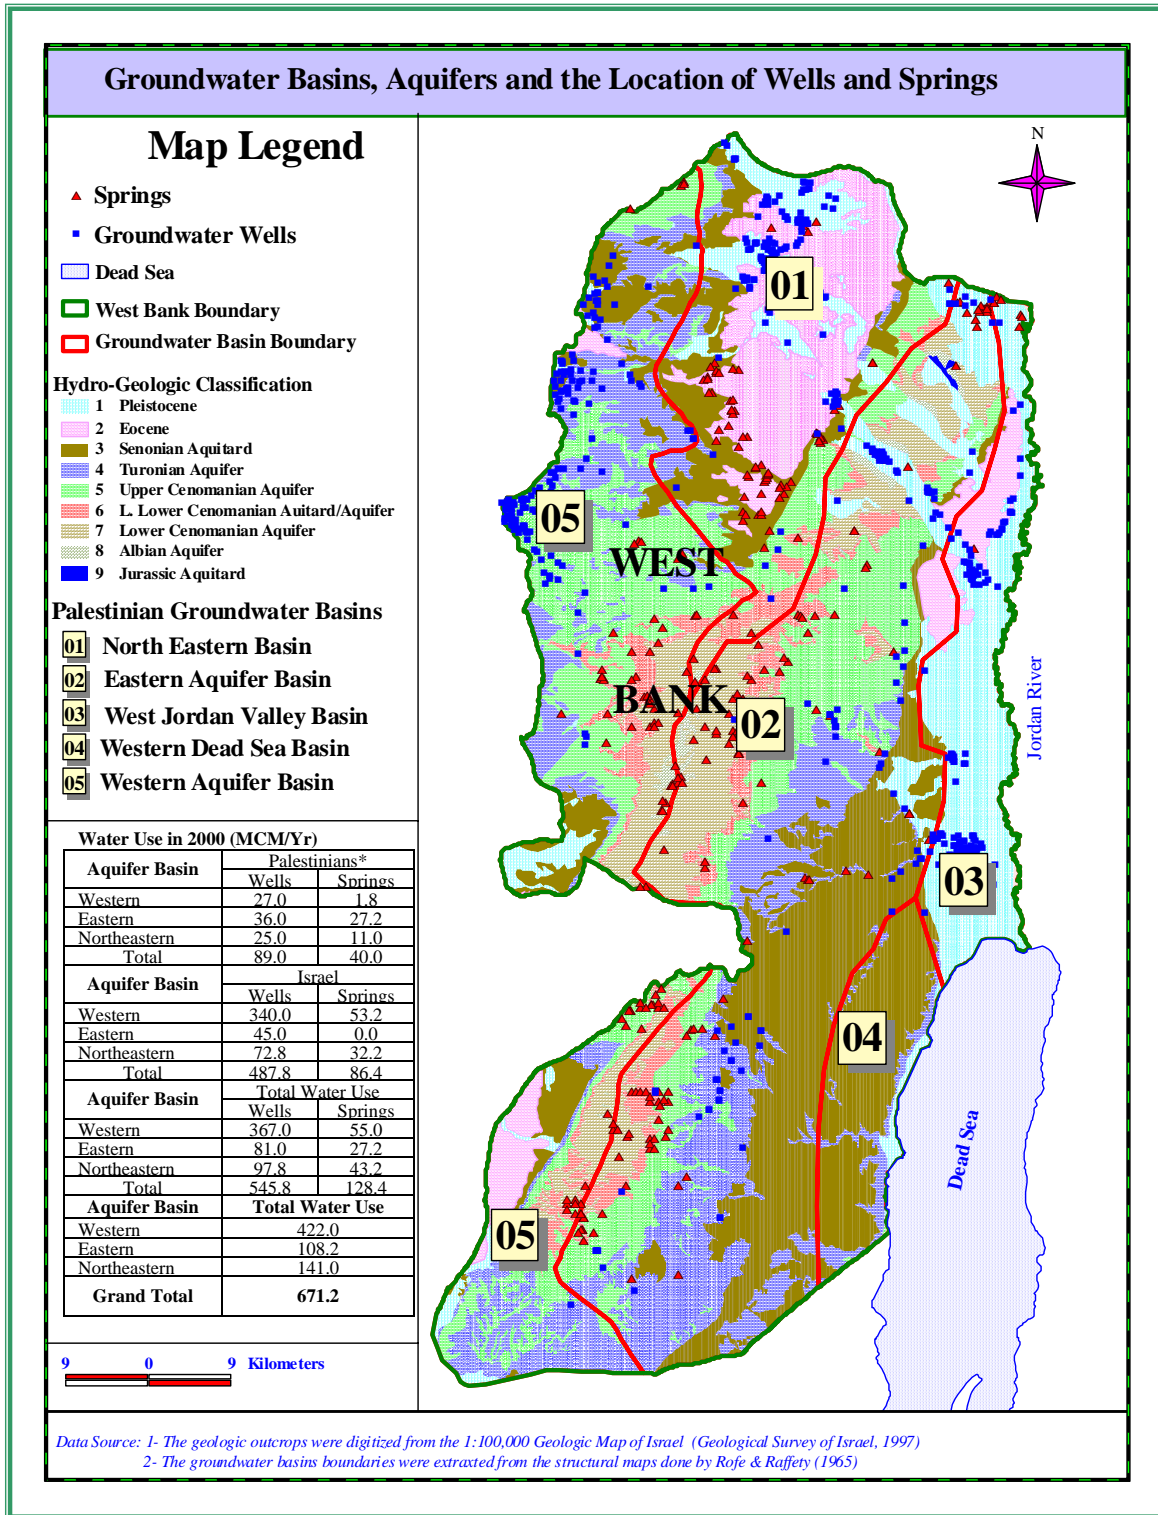 Groundwater Basins, Aquifers and the Location of Wells and Springs
Map Legend
Springs
Groundwater Wells
Dead Sea
West Bank Boundary
Groundwater Basin Boundary
Hydro-Geologic Classification
1 Pleistocene
2 Eocene
3 Senonian Aquitard
4 Turonian Aquifer
5 Upper Cenomanian Aquifer
6 L. Lower Cenomanian Auitard/Aquifer
7 Lower Cenomanian Aquifer
8 Albian Aquifer
9 Jurassic Aquitard
Palestinian Groundwater Basins
01 North Eastern Basin
02 Eastern Aquifer Basin
03 West Jordan Valley Basin
04 Western Dead Sea Basin
05 Western Aquifer Basin
Water Use in 2000 (MCM/Yr)
Aquifer Basin Palestinians*
Wells Springs
Western 27.0 1.8
Eastern 36.0 27.2
Northeastern 25.0 11.0
Total 89.0 40.0
Aquifer Basin Israel
Wells Springs
Western 340.0 53.2
Eastern 45.0 0.0
Northeastern 72.8 32.2
Total 487.8 86.4
Aquifer Basin Total Water Use
Wells Springs
Western 367.0 55.0
Eastern 81.0 27.2
Northeastern 97.8 43.2
Total 545.8 128.4
Aquifer Basin Total Water Use
Western 422.0
Eastern 108.2
Northeastern 141.0
Grand Total 671.2
9 0 9 Kilometers
N
01
05
WEST
BANK
02
Jordan River
03
04
Dead Sea
05
Data Source: 1- The geologic outcrops were digitized from the 1:100,000 Geologic Map of Israel (Geological Survey of Israel, 1997)
2- The groundwater basins boundaries were extraxted from the structural maps done by Rofe & Raffety (1965)